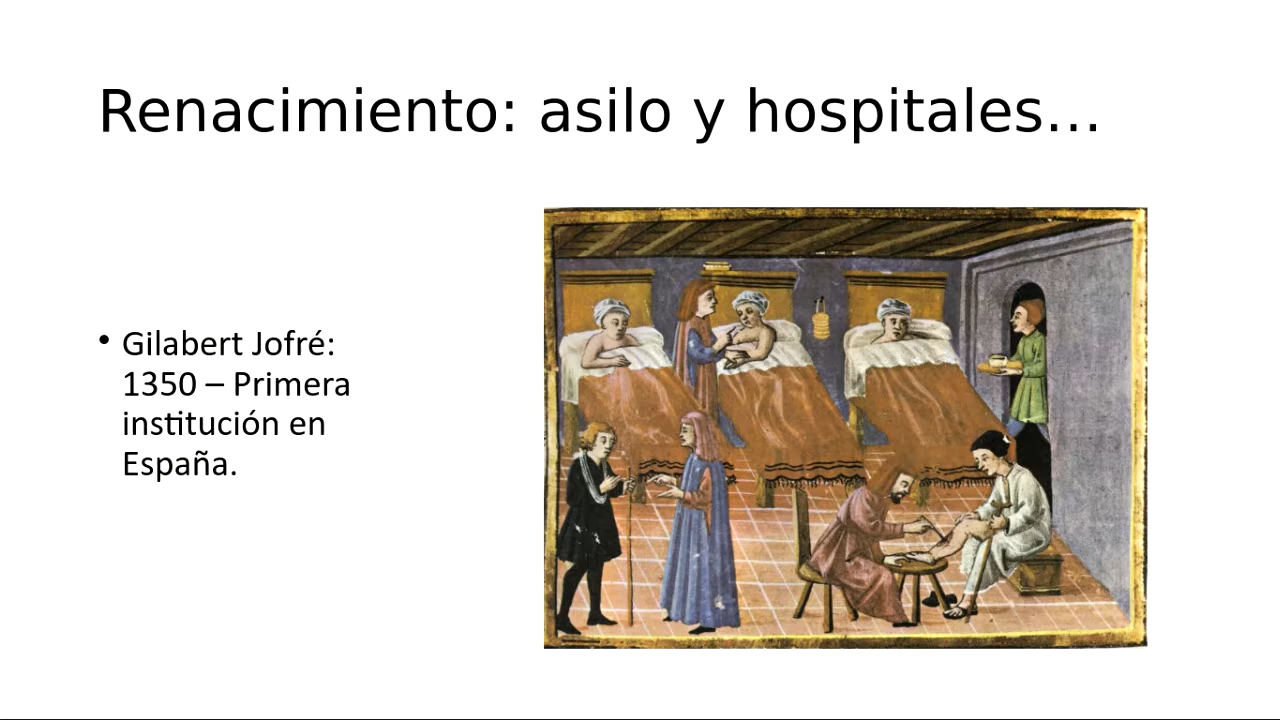 Renacimiento: asilo y hospitales…
• Gilabert Jofré:
1350 – Primera
institución en
España.